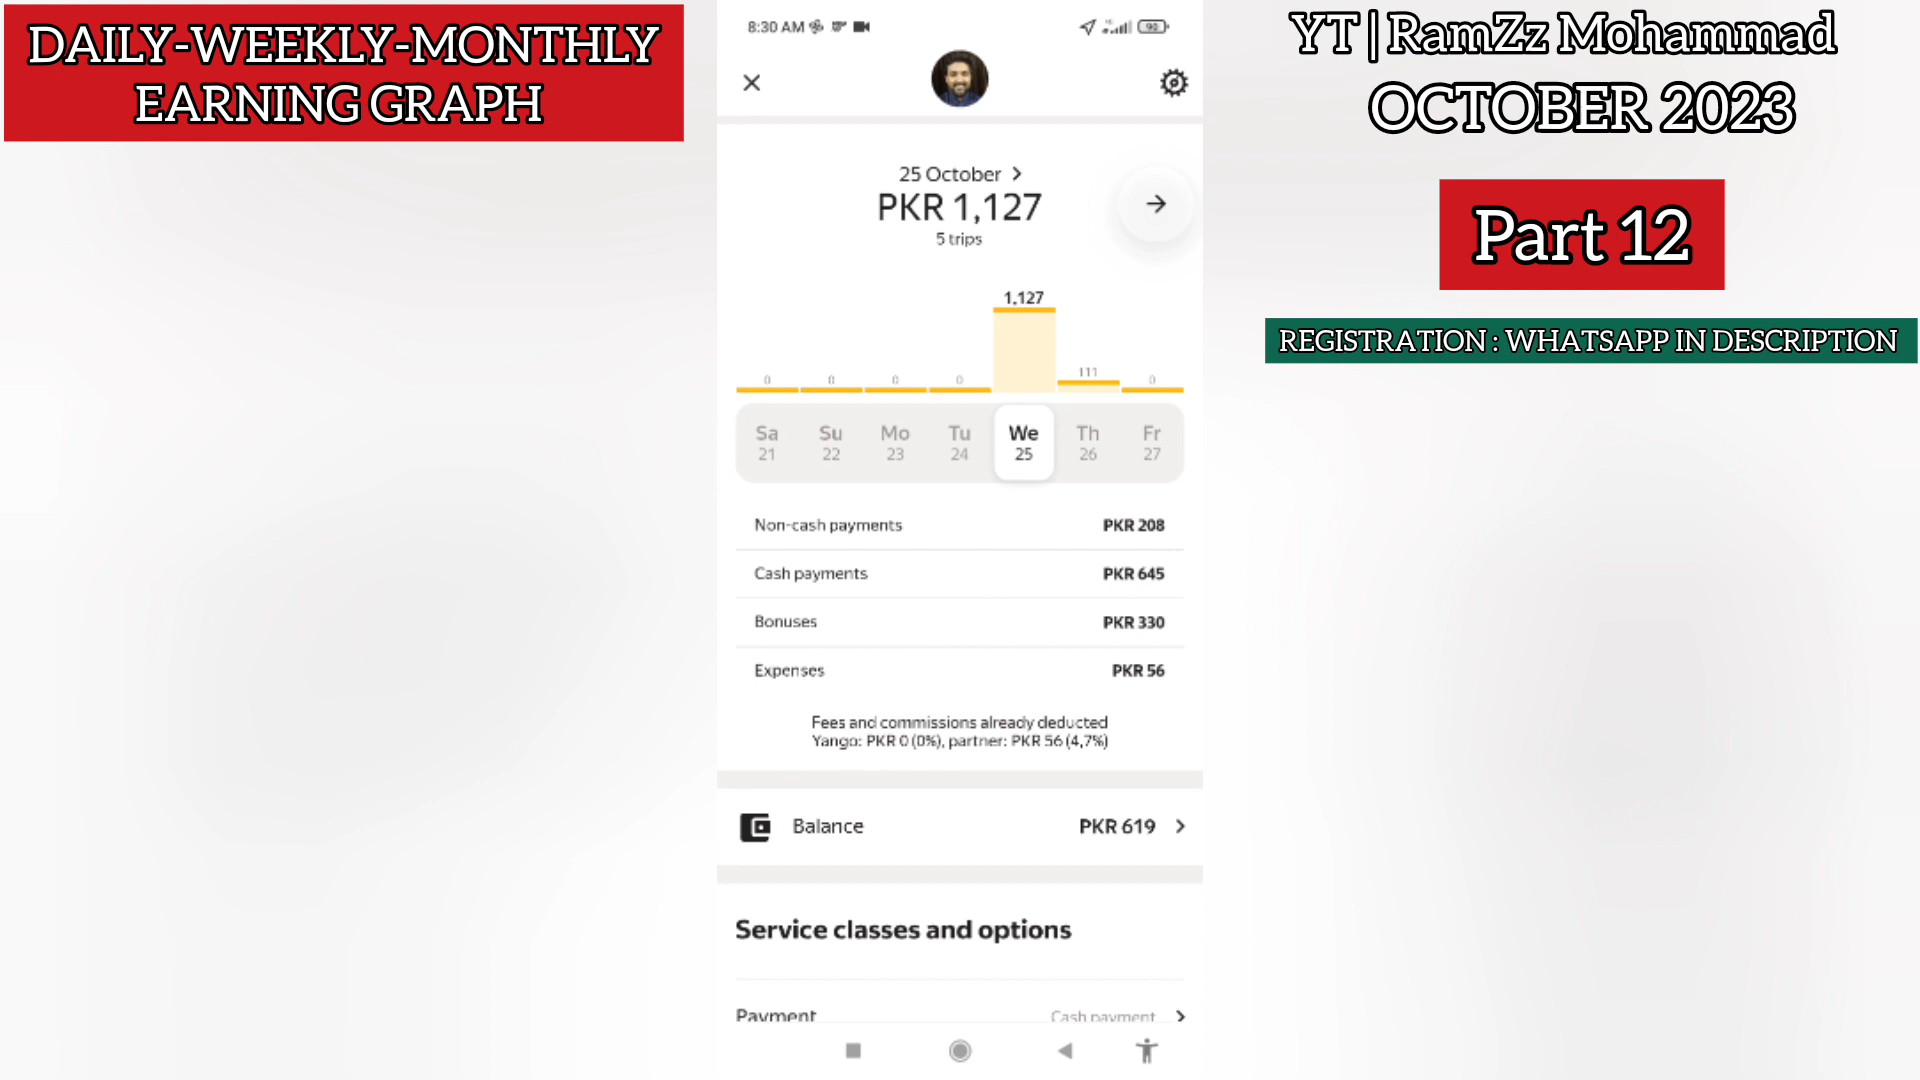 DAILY-WEEKLY-MONTHLY
EARNING GRAPH
8:30 AM
90
25 October
PKR 1,127
5 trips
1,127
0 0 0 0 111 0
Sa Su Mo Tu We Th Fr
21 22 23 24 25 26 27
Non-cash payments PKR 208
Cash payments PKR 645
Bonuses PKR 330
Expenses PKR 56
Fees and commissions already deducted
Yango: PKR 0 (0%), partner: PKR 56 (4,7%)
Balance PKR 619
Service classes and options
Payment Cash payment
YT | RamZz Mohammad
OCTOBER 2023
Part 12
REGISTRATION : WHATSAPP IN DESCRIPTION